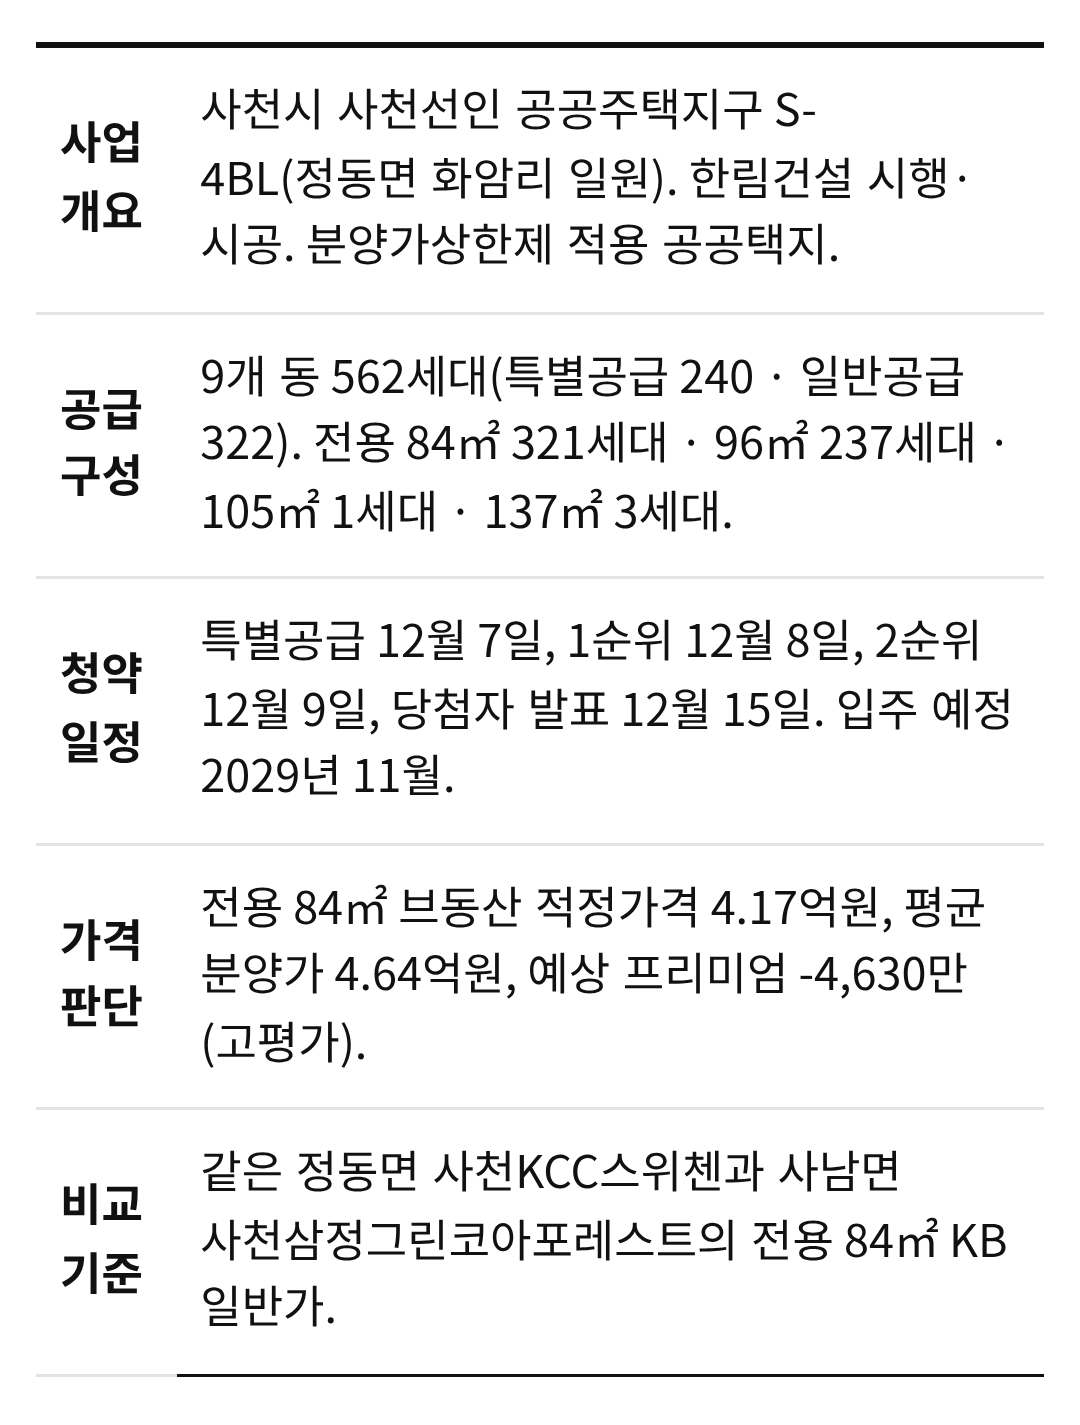 사업
개요
사천시 사천선인 공공주택지구 S-
4BL(정동면 화암리 일원). 한림건설 시행·
시공. 분양가상한제 적용 공공택지.
공급
구성
9개 동 562세대(특별공급 240 · 일반공급
322). 전용 84㎡ 321세대 · 96㎡ 237세대 ·
105㎡ 1세대 · 137㎡ 3세대.
청약
일정
특별공급 12월 7일, 1순위 12월 8일, 2순위
12월 9일, 당첨자 발표 12월 15일. 입주 예정
2029년 11월.
가격
판단
전용 84㎡ 브동산 적정가격 4.17억원, 평균
분양가 4.64억원, 예상 프리미엄 -4,630만
(고평가).
비교
기준
같은 정동면 사천KCC스위첸과 사남면
사천삼정그린코아포레스트의 전용 84㎡ KB
일반가.